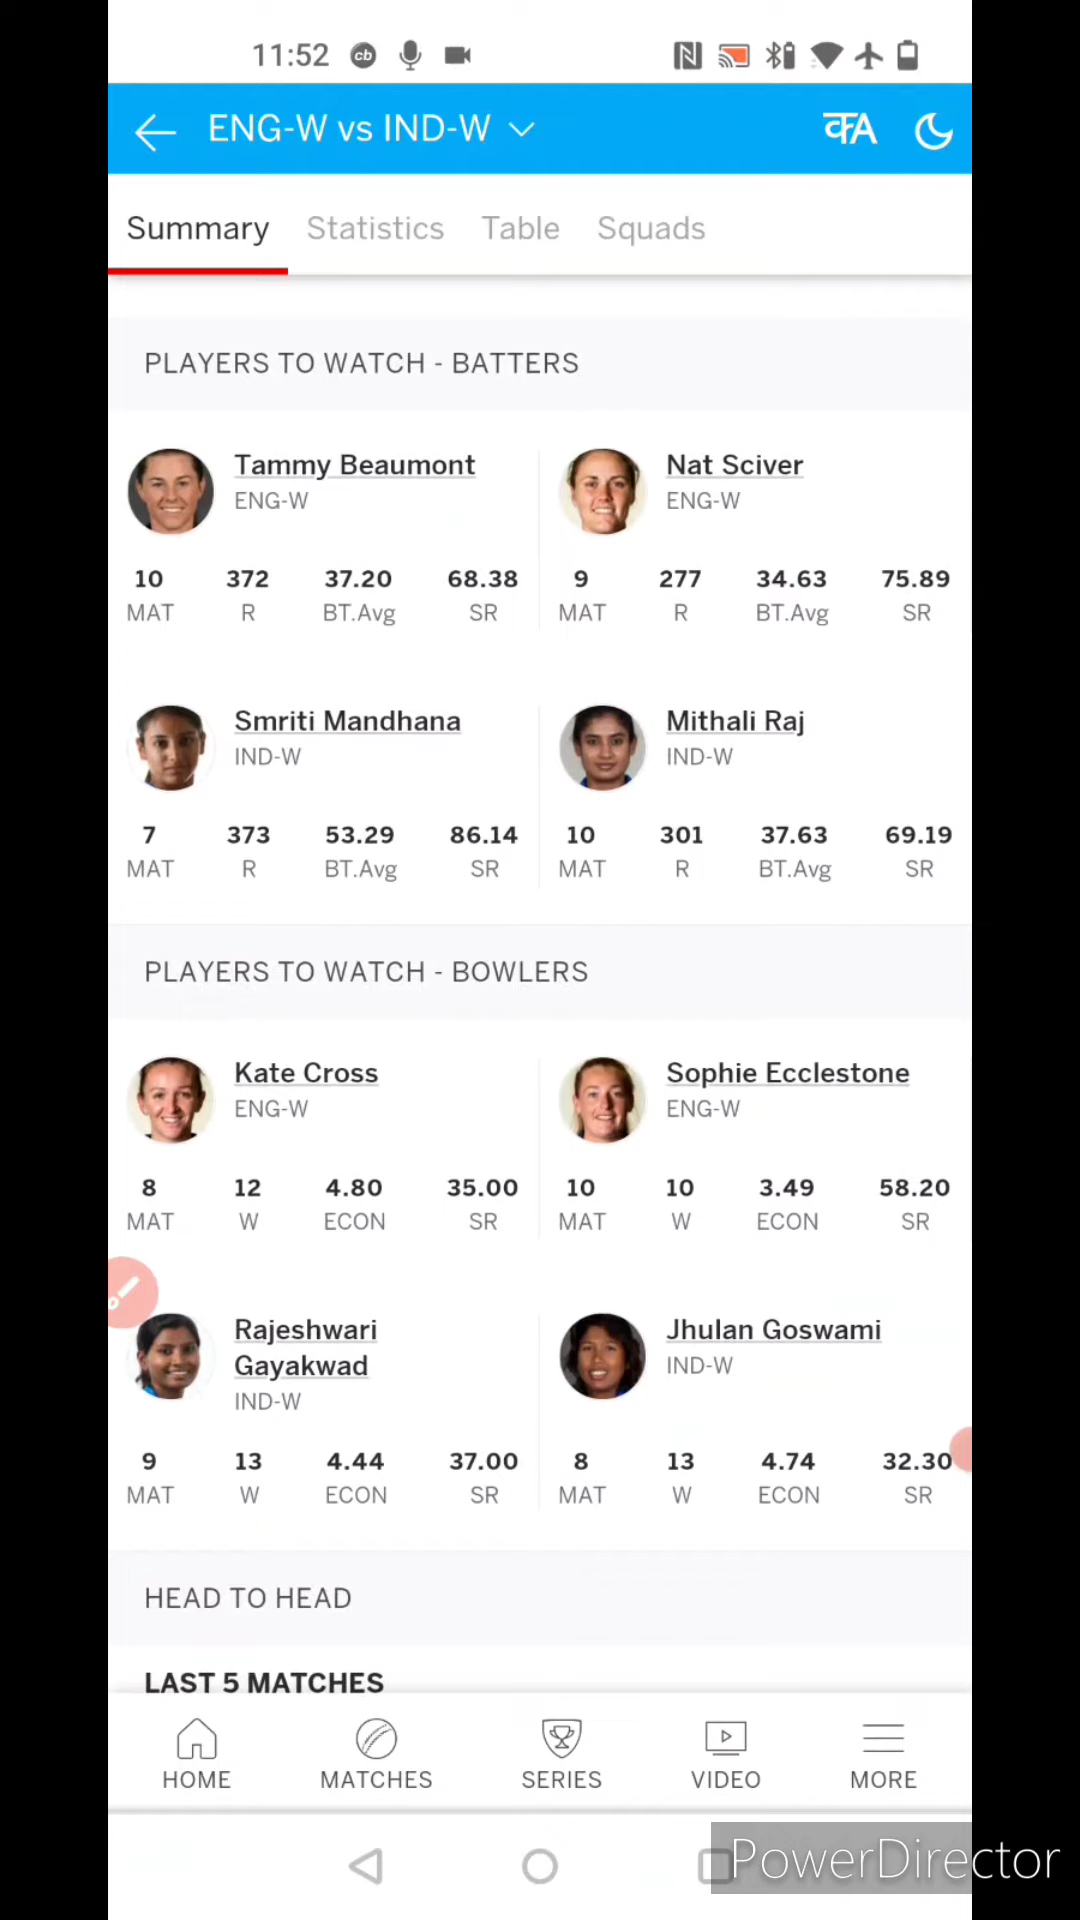 11:52
ENG-W vs IND-W
Summary Statistics Table Squads
PLAYERS TO WATCH - BATTERS
Tammy Beaumont Nat Sciver
ENG-W ENG-W
10 372 37.20 68.38 9 277 34.63 75.89
MAT R BT.Avg SR MAT R BT.Avg SR
Smriti Mandhana Mithali Raj
IND-W IND-W
7 373 53.29 86.14 10 301 37.63 69.19
MAT R BT.Avg SR MAT R BT.Avg SR
PLAYERS TO WATCH - BOWLERS
Kate Cross Sophie Ecclestone
ENG-W ENG-W
8 12 4.80 35.00 10 10 3.49 58.20
MAT W ECON SR MAT W ECON SR
Rajeshwari Jhulan Goswami
Gayakwad IND-W
IND-W
9 13 4.44 37.00 8 13 4.74 32.30
MAT W ECON SR MAT W ECON SR
HEAD TO HEAD
LAST 5 MATCHES
HOME MATCHES SERIES VIDEO MORE
PowerDirector